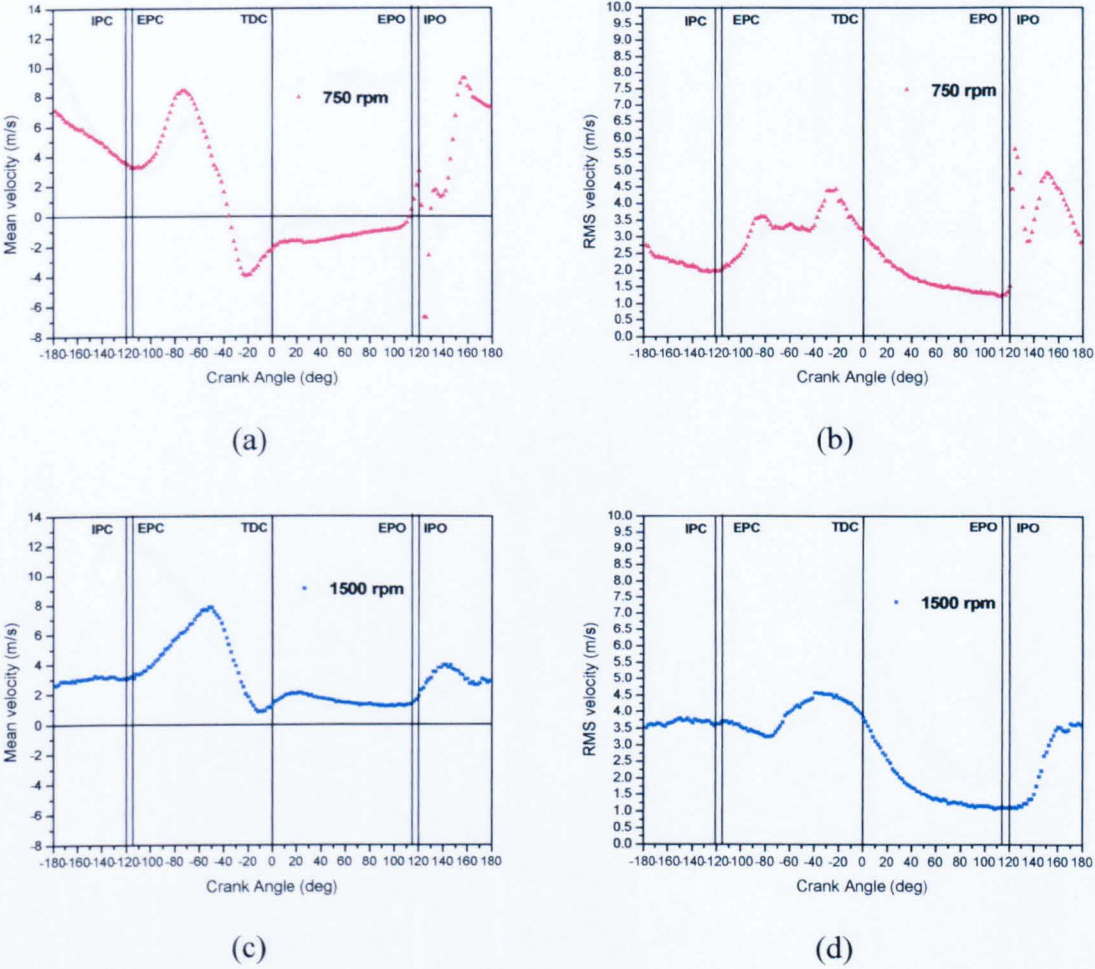 14 12 10 8 6 4 2 0 -2 -4 -6 -8
Mean velocity (m/s)
IPC EPC TDC EPO IPO
750 rpm
-180 -160 -140 -120 -100 -80 -60 -40 -20 0 20 40 60 80 100 120 140 160 180
Crank Angle (deg)
(a)
10.0 9.5 9.0 8.5 8.0 7.5 7.0 6.5 6.0 5.5 5.0 4.5 4.0 3.5 3.0 2.5 2.0 1.5 1.0 0.5 0.0
RMS velocity (m/s)
IPC EPC TDC EPO IPO
750 rpm
-180 -160 -140 -120 -100 -80 -60 -40 -20 0 20 40 60 80 100 120 140 160 180
Crank Angle (deg)
(b)
14 12 10 8 6 4 2 0 -2 -4 -6 -8
Mean velocity (m/s)
IPC EPC TDC EPO IPO
1500 rpm
-180 -160 -140 -120 -100 -80 -60 -40 -20 0 20 40 60 80 100 120 140 160 180
Crank Angle (deg)
(c)
10.0 9.5 9.0 8.5 8.0 7.5 7.0 6.5 6.0 5.5 5.0 4.5 4.0 3.5 3.0 2.5 2.0 1.5 1.0 0.5 0.0
RMS velocity (m/s)
IPC EPC TDC EPO IPO
1500 rpm
-180 -160 -140 -120 -100 -80 -60 -40 -20 0 20 40 60 80 100 120 140 160 180
Crank Angle (deg)
(d)